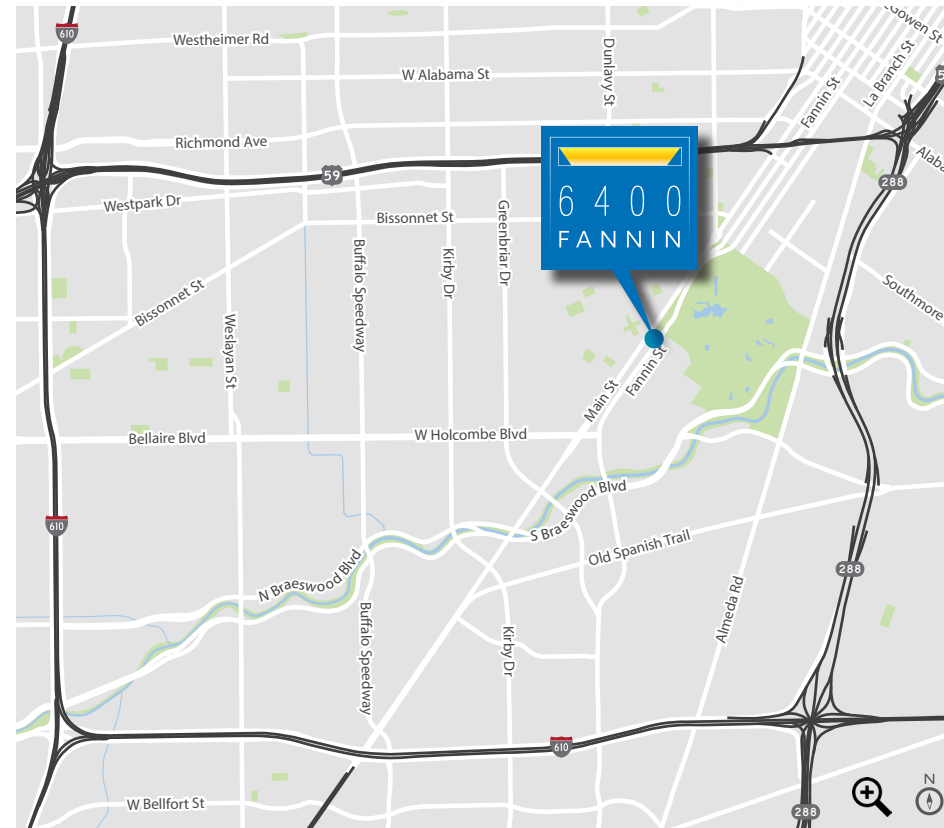 610
Westheimer Rd
W Alabama St
Dunlavy St
Fannin St
La Branch St
Richmond Ave
59
288
Westpark Dr
Bissonnet St
Greenbriar Dr
6400
FANNIN
Buffalo Speedway
Kirby Dr
Bissonnet St
Southmore
Weslayan St
Main St
Fannin St
Bellaire Blvd
W Holcombe Blvd
610
S Braeswood Blvd
Old Spanish Trail
N Braeswood Blvd
288
Almeda Rd
Buffalo Speedway
Kirby Dr
610
W Bellfort St
288
N